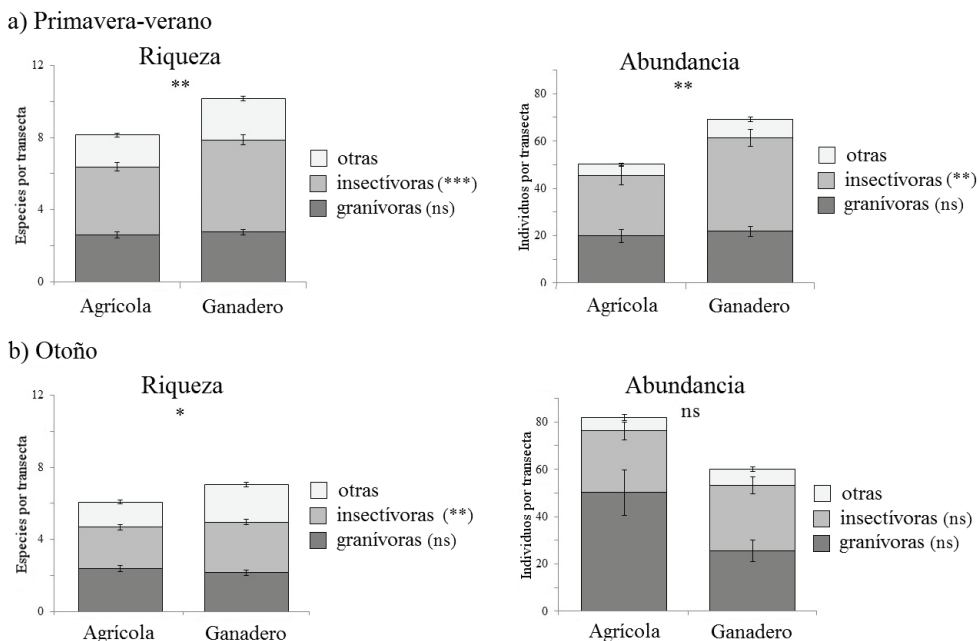 a) Primavera-verano
Riqueza
**
Especies por transecta
12
8
4
0
Agrícola
Ganadero
otras
insectívoras (***)
granívoras (ns)
Abundancia
**
Individuos por transecta
80
60
40
20
0
Agrícola
Ganadero
otras
insectívoras (**)
granívoras (ns)
b) Otoño
Riqueza
*
Especies por transecta
12
8
4
0
Agrícola
Ganadero
otras
insectívoras (**)
granívoras (ns)
Abundancia
ns
Individuos por transecta
80
60
40
20
0
Agrícola
Ganadero
otras
insectívoras (ns)
granívoras (ns)